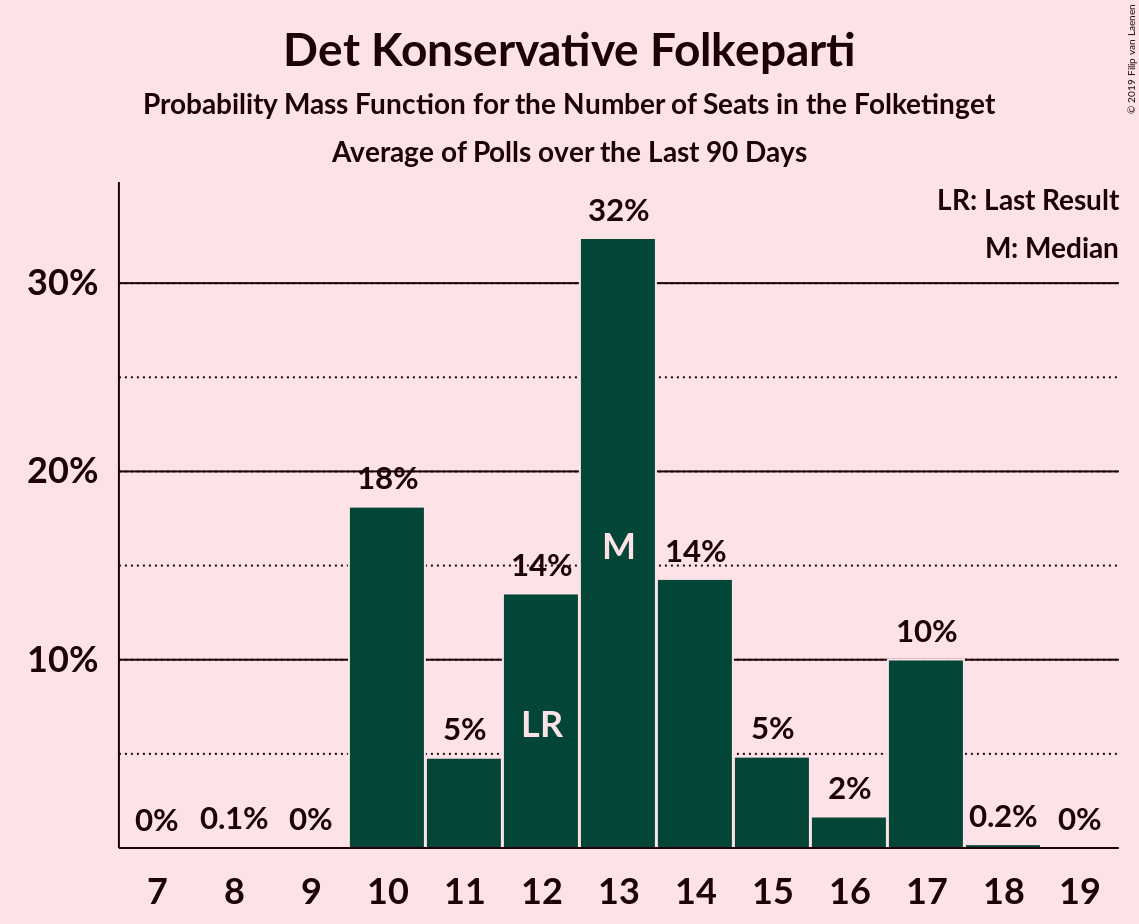 Det Konservative Folkeparti
Probability Mass Function for the Number of Seats in the Folketinget
Average of Polls over the Last 90 Days
© 2019 Filip van Laenen
LR: Last Result
M: Median
30%
20%
10%
0%
0.1%
0%
18%
5%
14%
32%
14%
5%
2%
10%
0.2%
0%
LR
M
7 8 9 10 11 12 13 14 15 16 17 18 19